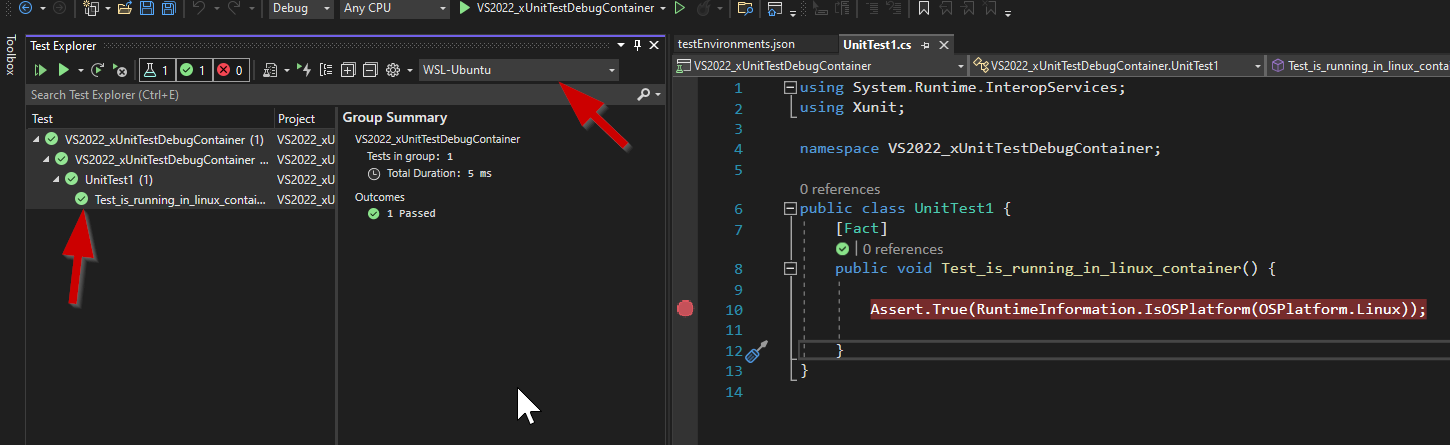 Debug
Any CPU
VS2022_xUnitTestDebugContainer
Toolbox
Test Explorer
1
1
0
WSL-Ubuntu
Search Test Explorer (Ctrl+E)
Test
Project
VS2022_xUnitTestDebugContainer (1)
VS2022_xU
VS2022_xUnitTestDebugContainer ...
VS2022_xU
UnitTest1 (1)
VS2022_xU
Test_is_running_in_linux_contai...
VS2022_xU
Group Summary
VS2022_xUnitTestDebugContainer
Tests in group: 1
Total Duration: 5 ms
Outcomes
1 Passed
testEnvironments.json
UnitTest1.cs
VS2022_xUnitTestDebugContainer
VS2022_xUnitTestDebugContainer.UnitTest1
Test_is_running_in_linux_conta
1 using System.Runtime.InteropServices;
2 using Xunit;
3
4 namespace VS2022_xUnitTestDebugContainer;
5
0 references
6 public class UnitTest1 {
7 [Fact]
| 0 references
8 public void Test_is_running_in_linux_container() {
9
10 Assert.True(RuntimeInformation.IsOSPlatform(OSPlatform.Linux));
11
12 }
13 }
14